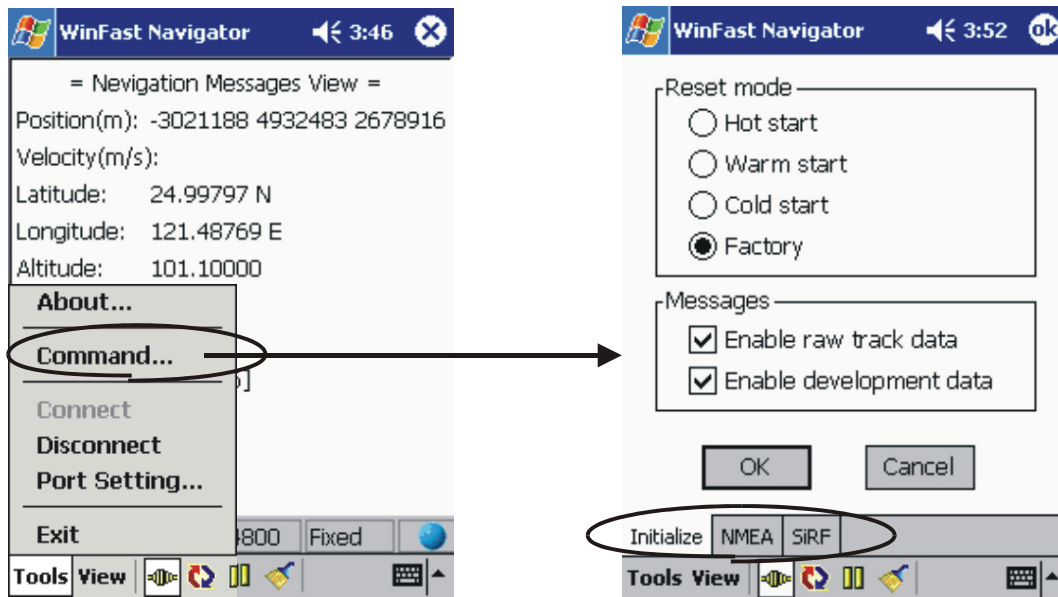 WinFast Navigator 3:46
= Nevigation Messages View =
Position(m): -3021188 4932483 2678916
Velocity(m/s):
Latitude: 24.99797 N
Longitude: 121.48769 E
Altitude: 101.10000
About...
Command...
]
Connect
Disconnect
Port Setting...
Exit
4800 Fixed
Tools View
WinFast Navigator 3:52 ok
Reset mode
Hot start
Warm start
Cold start
Factory
Messages
Enable raw track data
Enable development data
OK Cancel
Initialize NMEA SiRF
Tools View